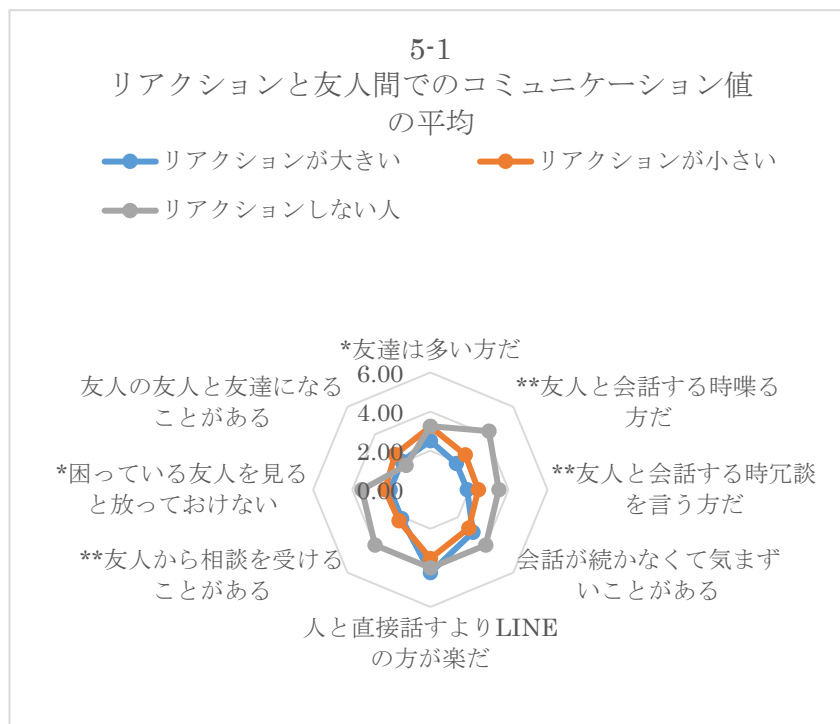 5-1
リアクションと友人間でのコミュニケーション値
の平均
リアクションが大きい
リアクションが小さい
リアクションしない人
*友達は多い方だ
6.00
4.00
2.00
0.00
**友人と会話する時喋る
方だ
**友人と会話する時冗談
を言う方だ
会話が続かなくて気まず
いことがある
人と直接話すよりLINE
の方が楽だ
**友人から相談を受ける
ことがある
*困っている友人を見る
と放っておけない
友人の友人と友達になる
ことがある